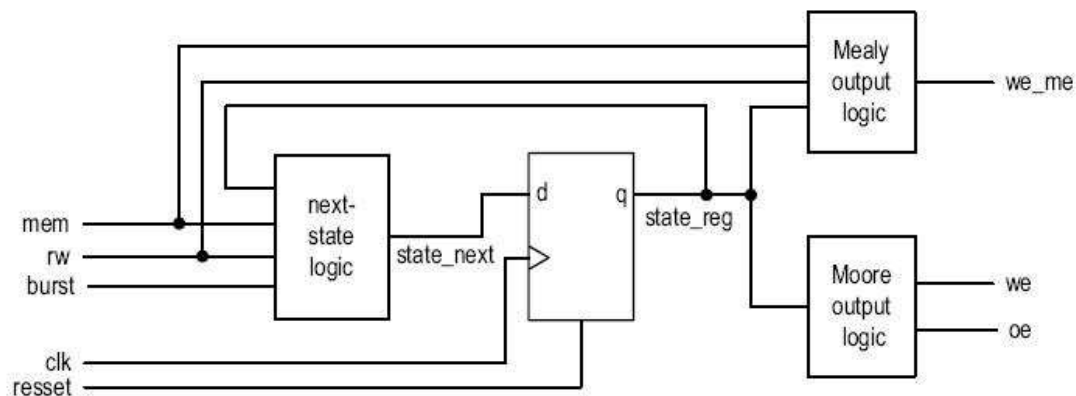 Mealy
output
logic
we_me
next-
state
logic
d
q
state_reg
state_next
mem
rw
burst
clk
resset
Moore
output
logic
we
oe